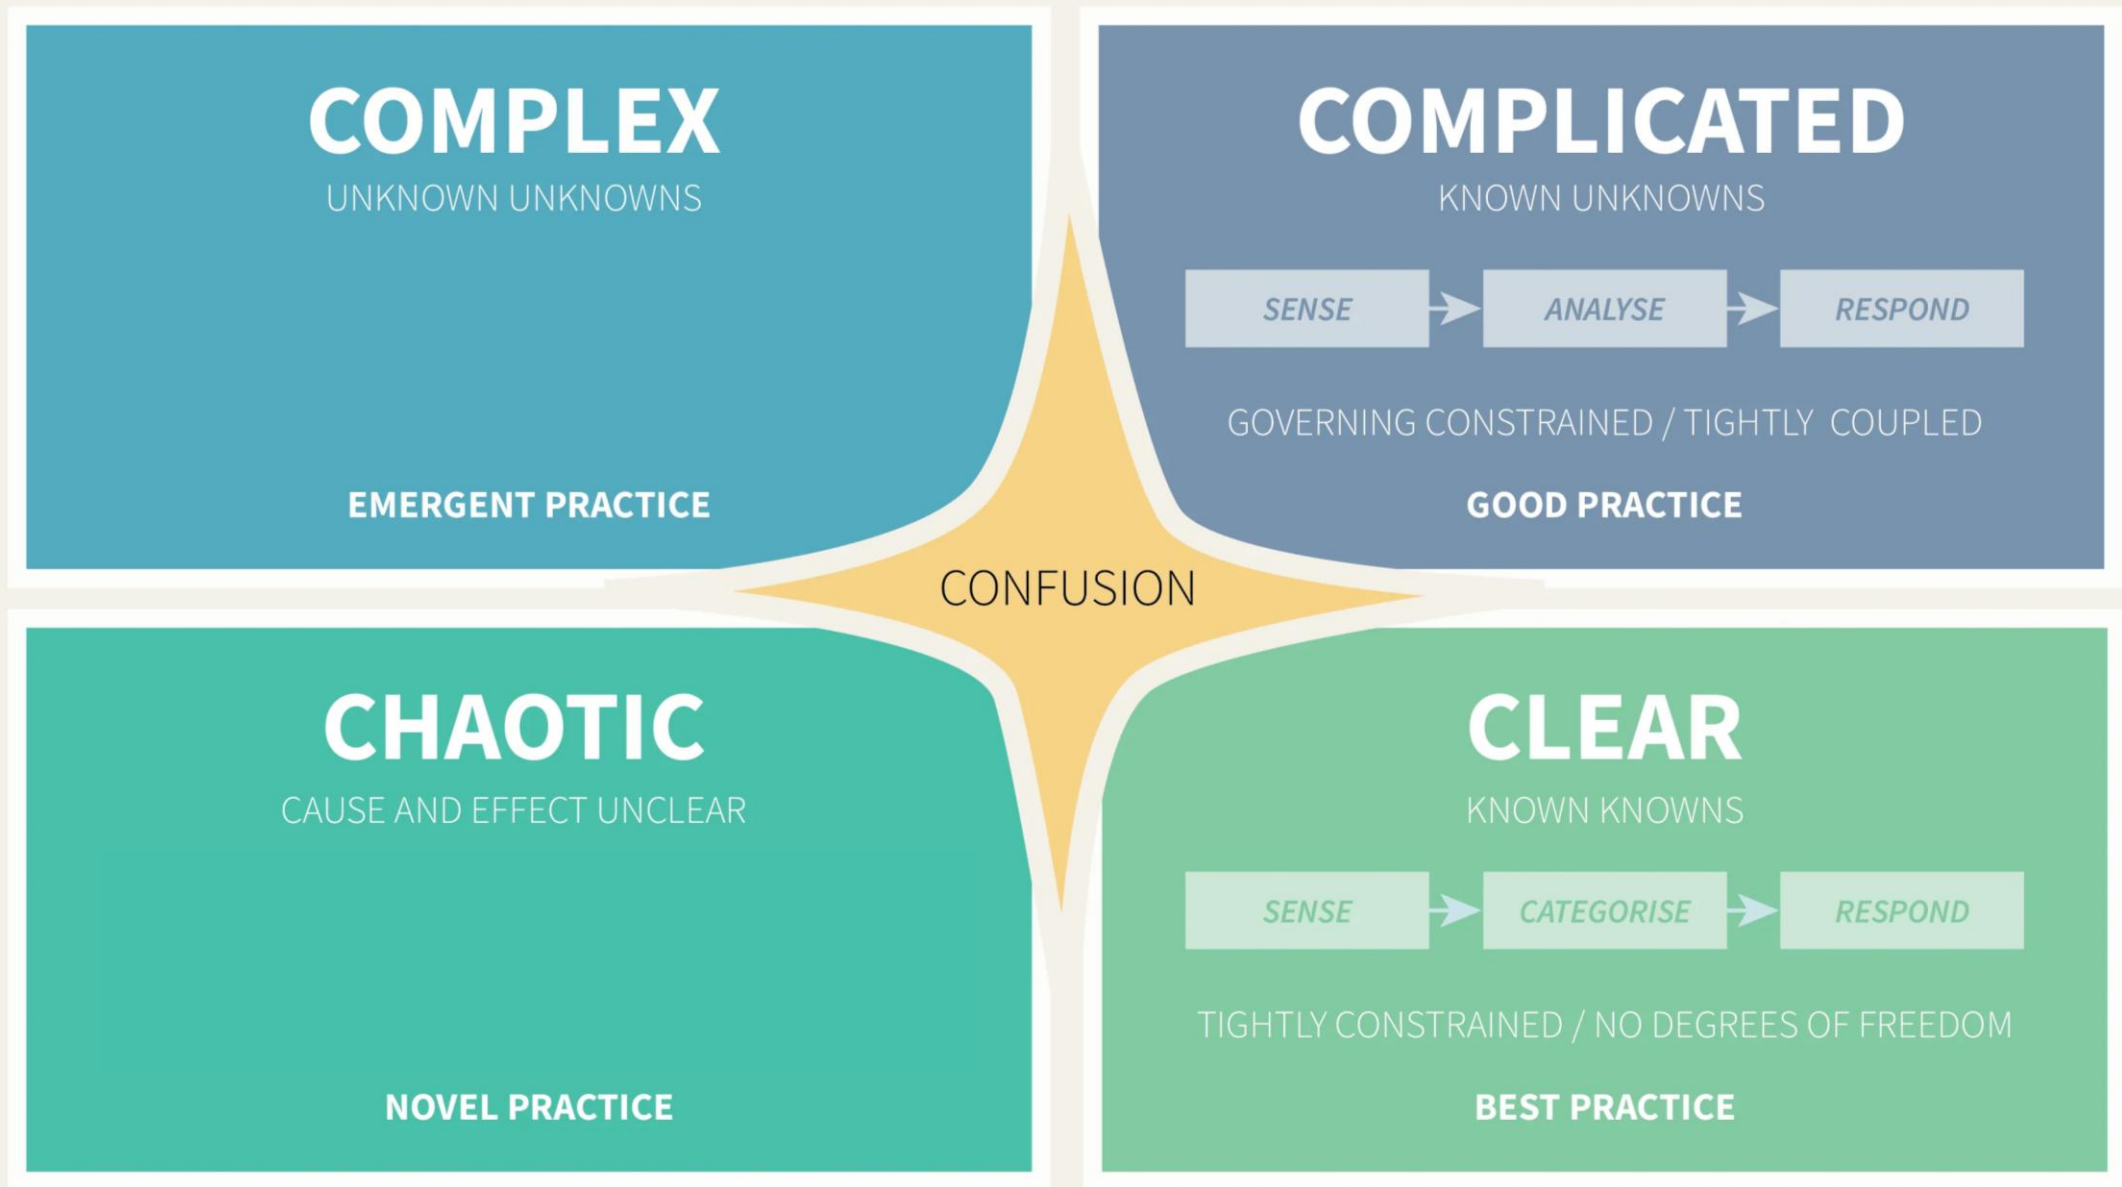 COMPLEX
UNKNOWN UNKNOWNS
EMERGENT PRACTICE
COMPLICATED
KNOWN UNKNOWNS
SENSE ANALYSE RESPOND
GOVERNING CONSTRAINED / TIGHTLY COUPLED
GOOD PRACTICE
CONFUSION
CHAOTIC
CAUSE AND EFFECT UNCLEAR
NOVEL PRACTICE
CLEAR
KNOWN KNOWNS
SENSE CATEGORISE RESPOND
TIGHTLY CONSTRAINED / NO DEGREES OF FREEDOM
BEST PRACTICE